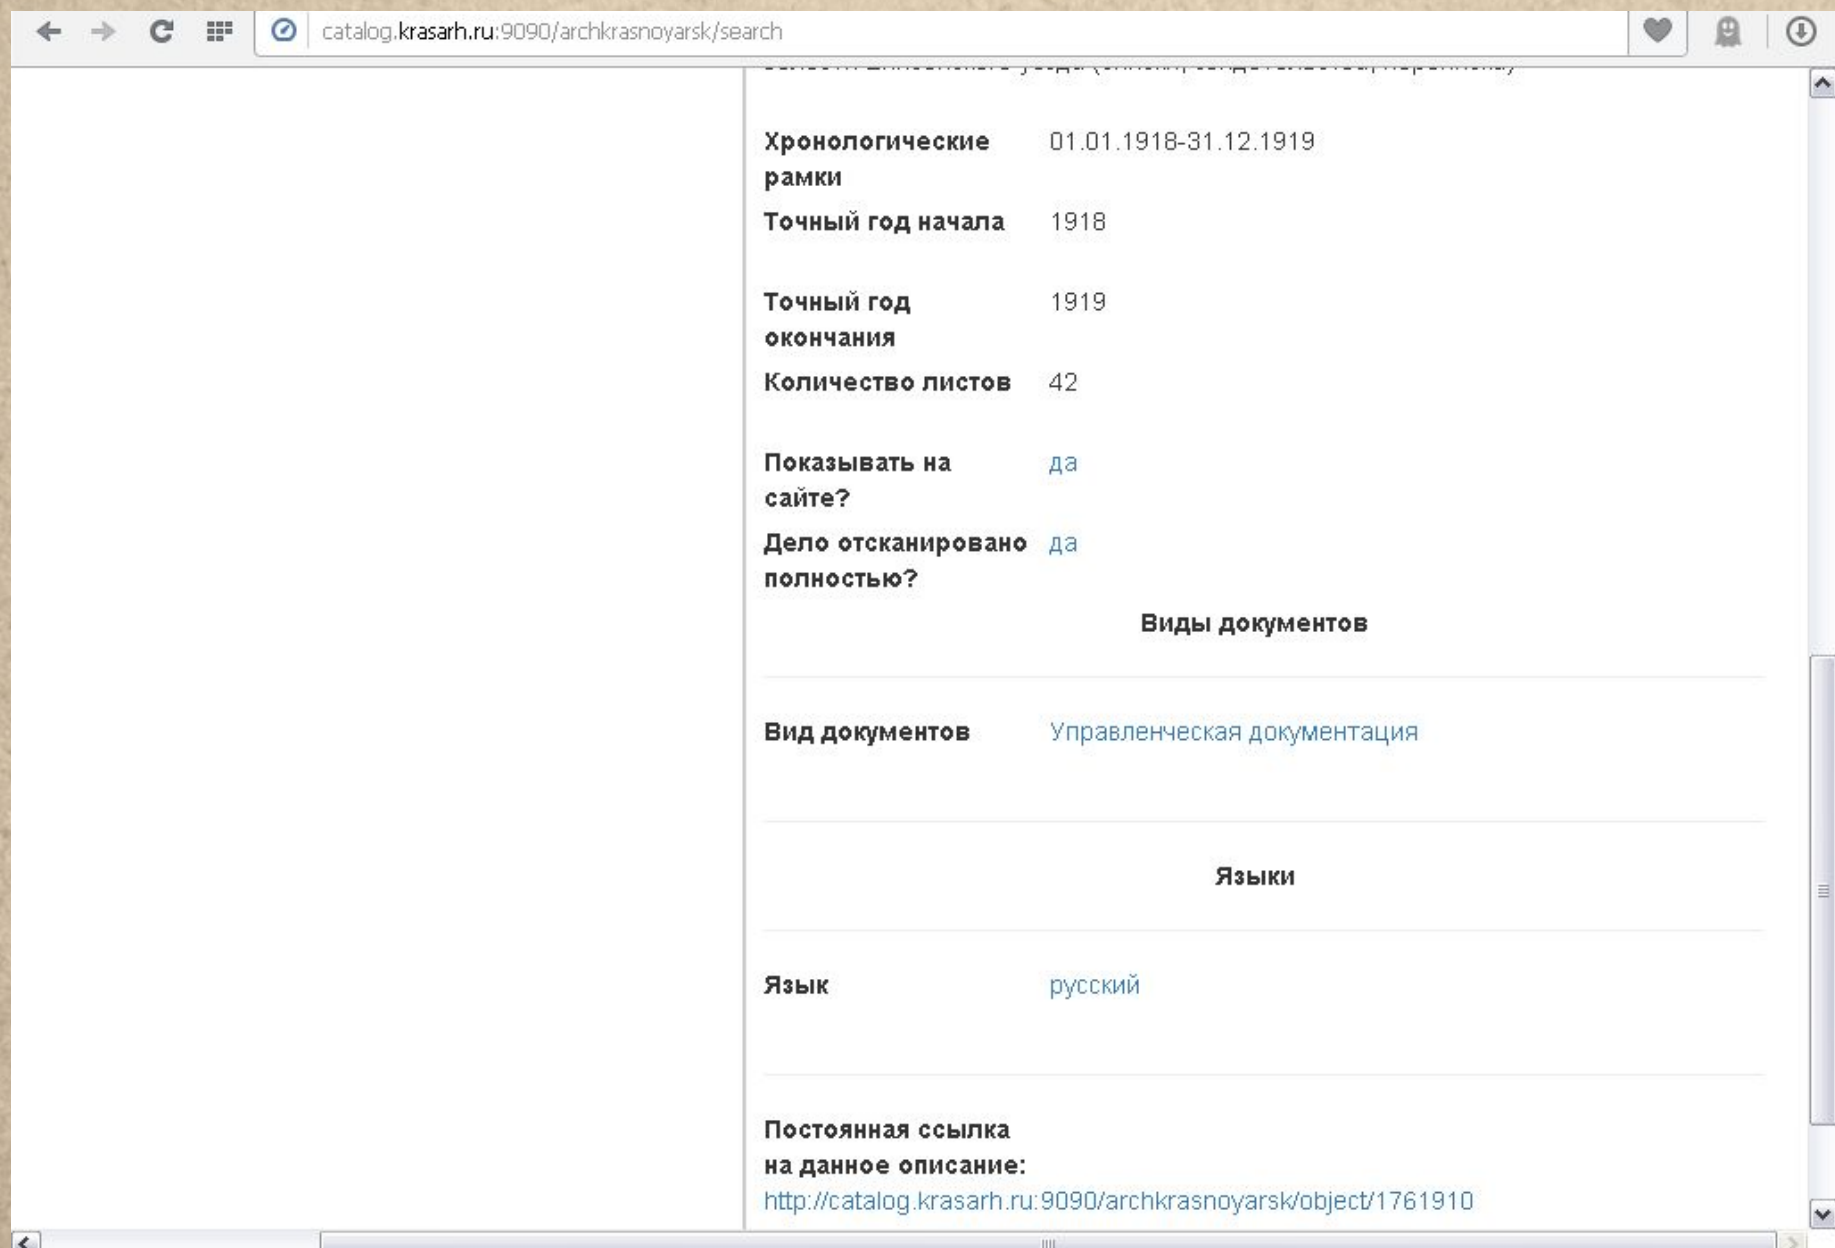 catalog.krasarh.ru:9090/archkrasnoyarsk/search
Хронологические 01.01.1918-31.12.1919
рамки
Точный год начала 1918
Точный год 1919
окончания
Количество листов 42
Показывать на да
сайте?
Дело отсканировано да
полностью?
Виды документов
Вид документов Управленческая документация
Языки
Язык русский
Постоянная ссылка
на данное описание:
http://catalog.krasarh.ru:9090/archkrasnoyarsk/object/1761910